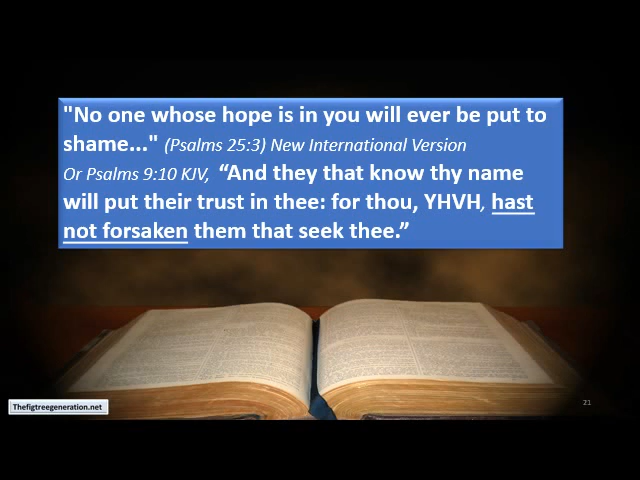 "No one whose hope is in you will ever be put to
shame..." (Psalms 25:3) New International Version
Or Psalms 9:10 KJV, “And they that know thy name
will put their trust in thee: for thou, YHVH, hast
not forsaken them that seek thee.”
Thefigtreegeneration.net
21